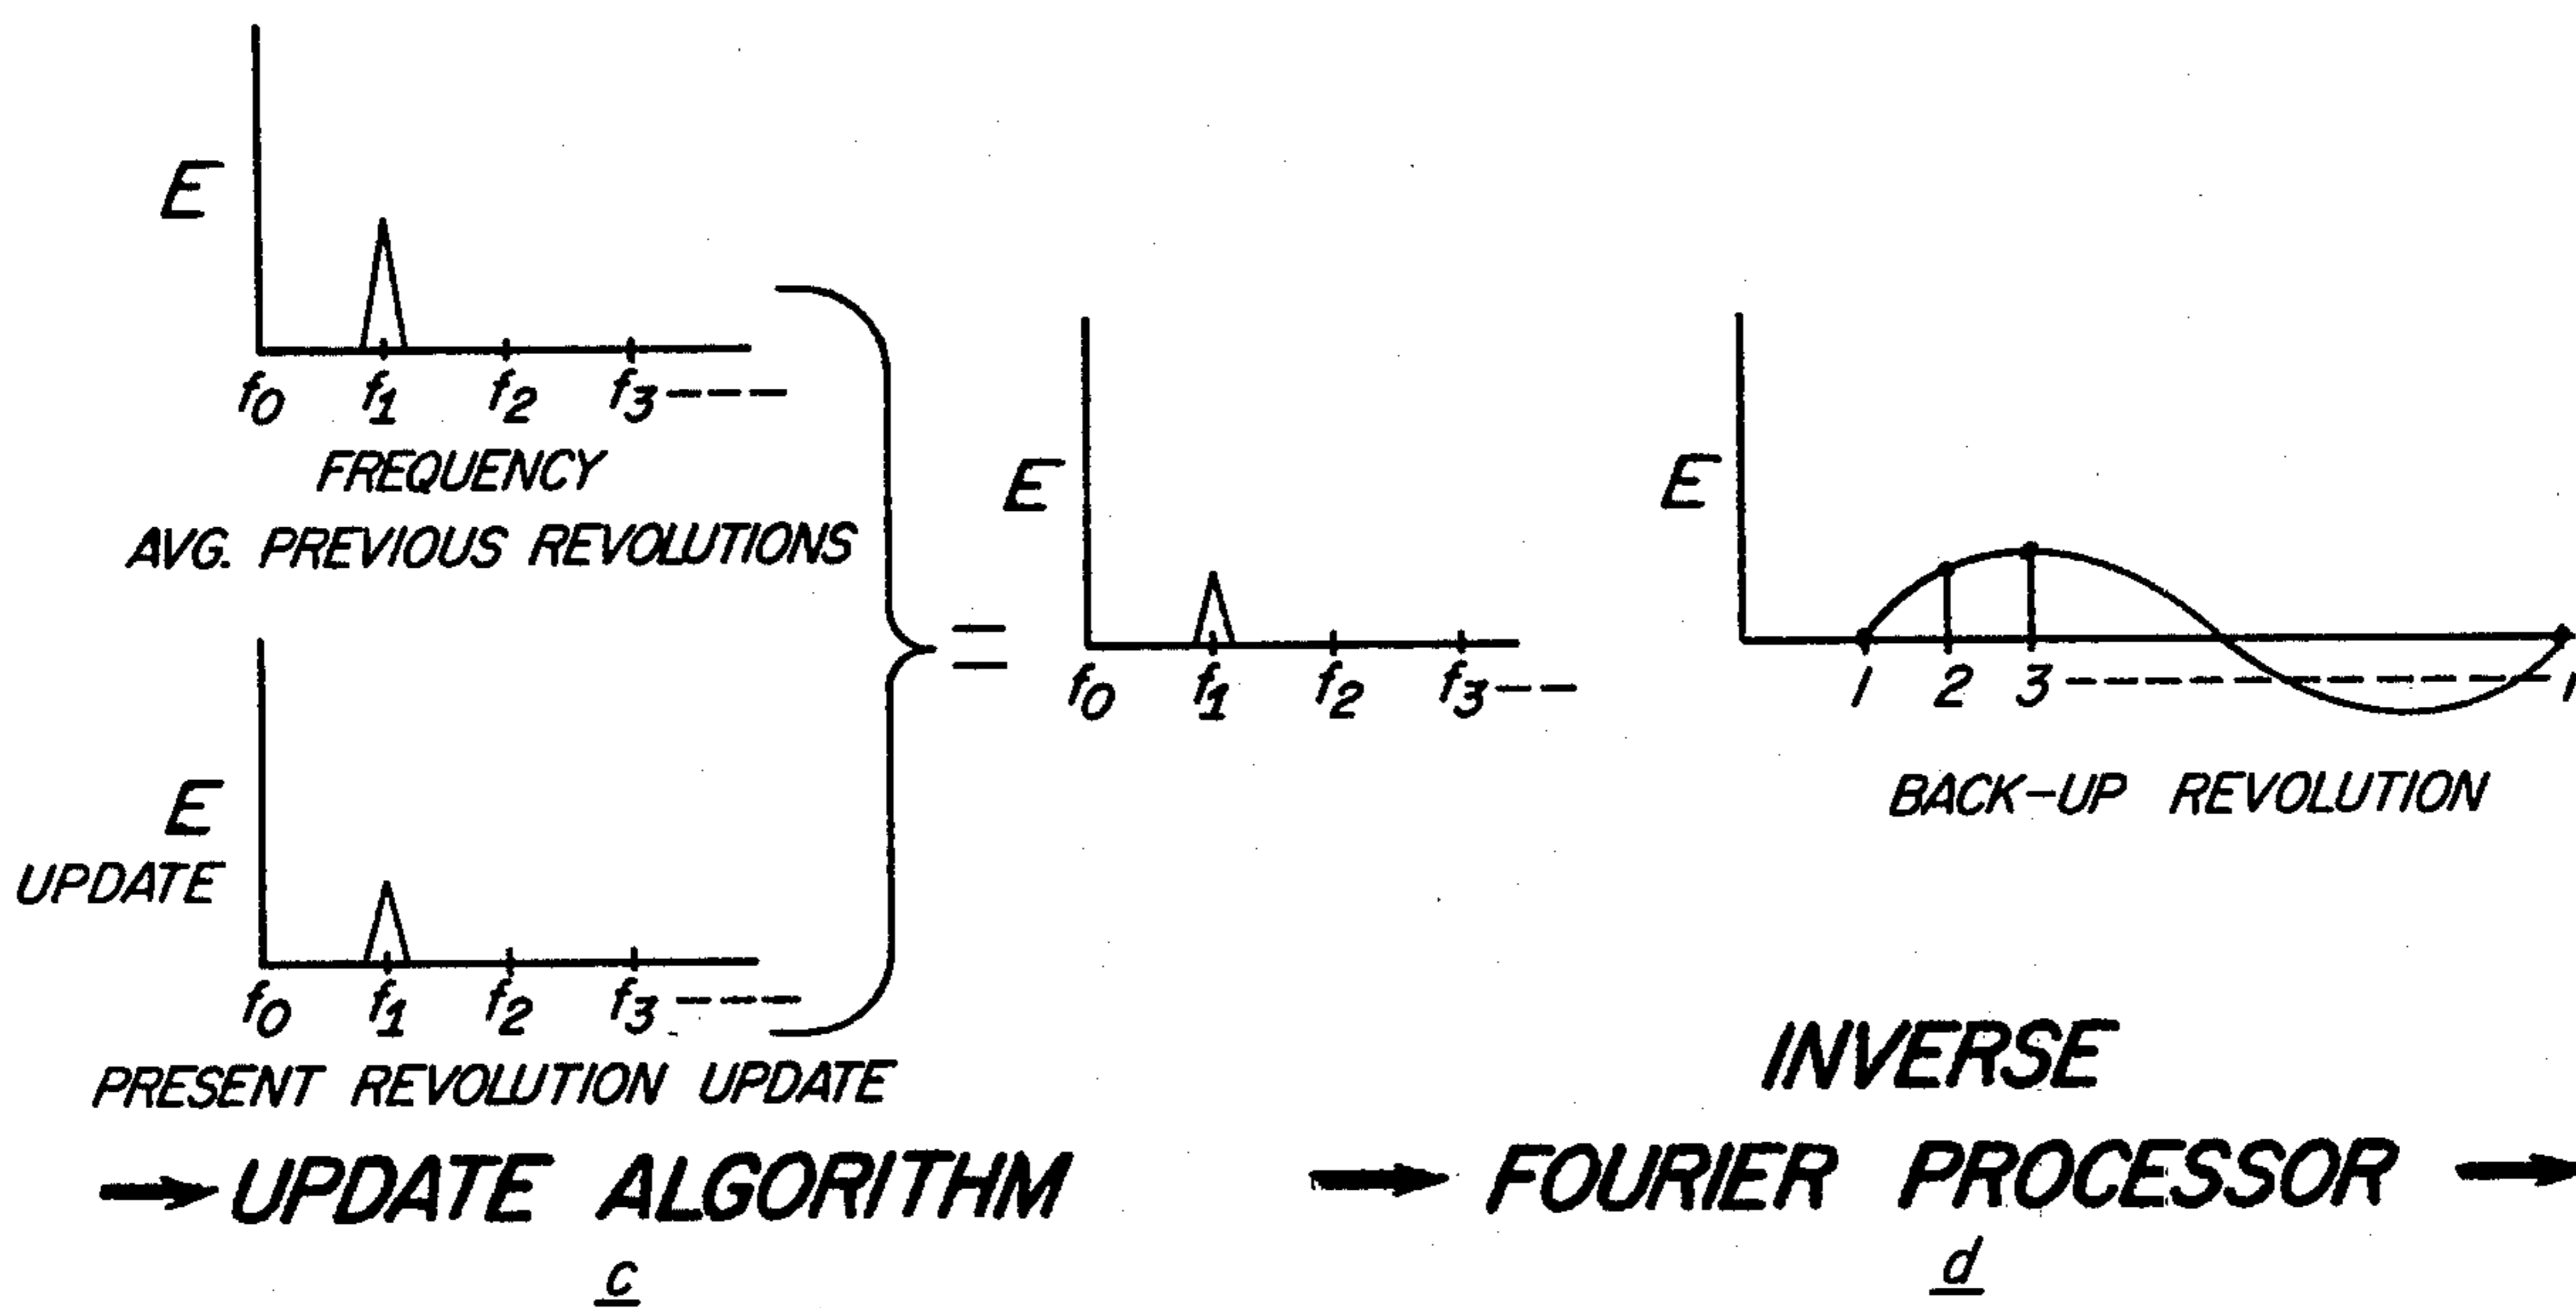 E
f0 f1 f2 f3----
FREQUENCY
AVG. PREVIOUS REVOLUTIONS
E
UPDATE
f0 f1 f2 f3----
PRESENT REVOLUTION UPDATE
→ UPDATE ALGORITHM
c
=
E
f0 f1 f2 f3---
E
1 2 3
BACK-UP REVOLUTION
INVERSE
→ FOURIER PROCESSOR →
d